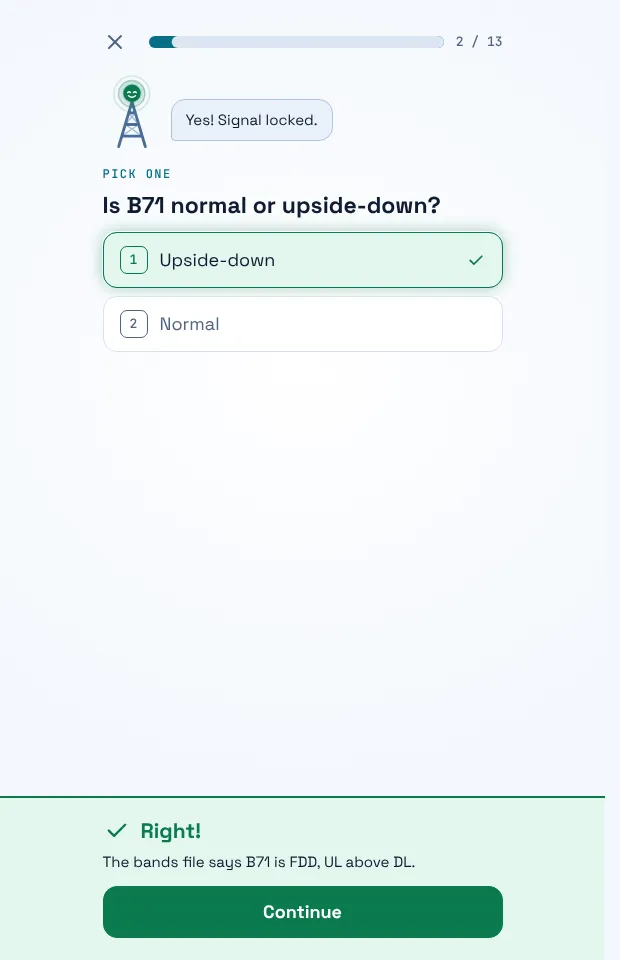 2 / 13
Yes! Signal locked.
PICK ONE
Is B71 normal or upside-down?
1 Upside-down
2 Normal
Right!
The bands file says B71 is FDD, UL above DL.
Continue